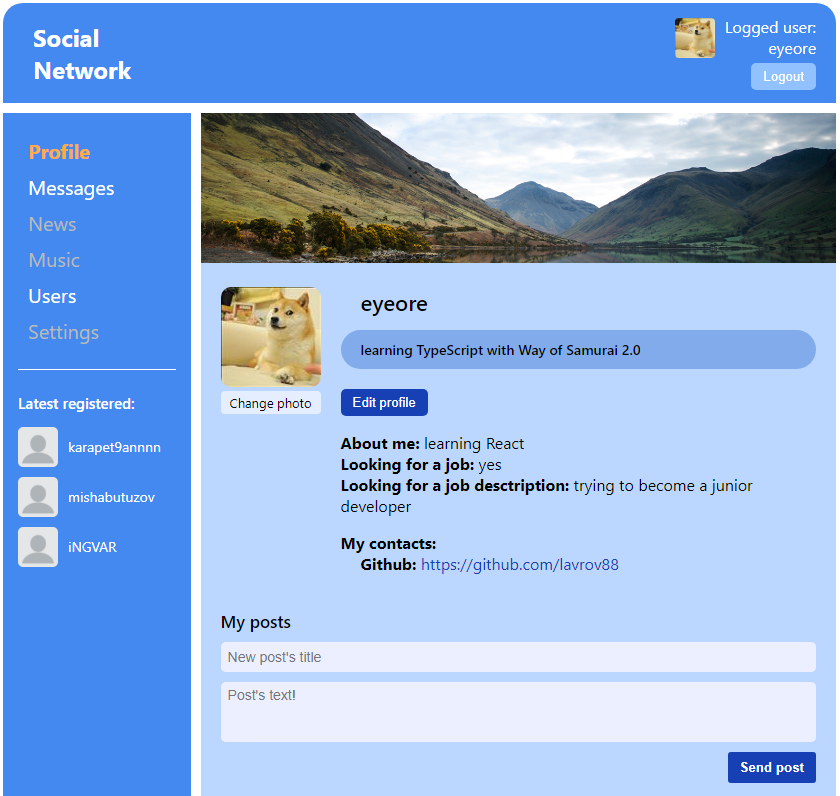 Social
Network
Logged user:
eyeore
Logout
Profile
Messages
News
Music
Users
Settings
Latest registered:
karapet9annnn
mishabutuzov
iNGVAR
eyeore
learning TypeScript with Way of Samurai 2.0
Change photo
Edit profile
About me: learning React
Looking for a job: yes
Looking for a job desctription: trying to become a junior
developer
My contacts:
Github: https://github.com/lavrov88
My posts
New post's title
Post's text!
Send post